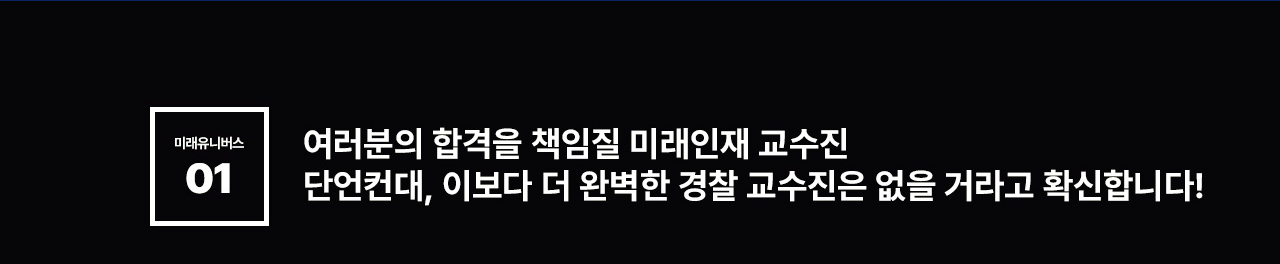 미래유니버스
01
여러분의 합격을 책임질 미래인재 교수진
단언컨대, 이보다 더 완벽한 경찰 교수진은 없을 거라고 확신합니다!